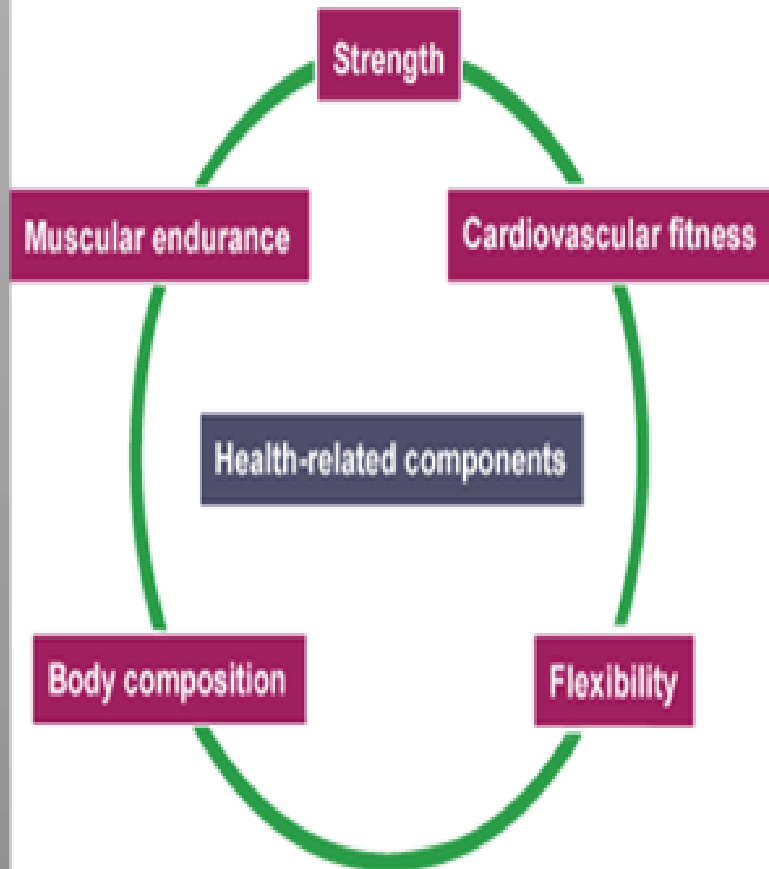 Strength
Muscular endurance
Cardiovascular fitness
Health-related components
Body composition
Flexibility